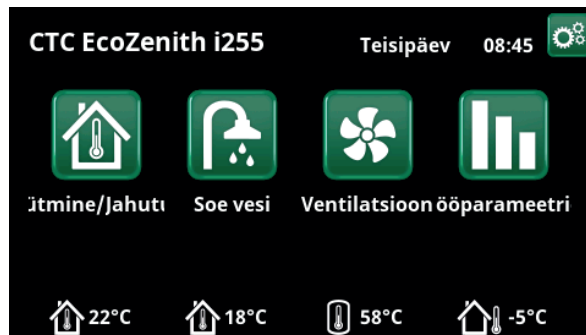 CTC EcoZenith i255 Teisipäev 08:45
ütmine/Jahutu Soe vesi Ventilatsioon ööparameetri
22°C 18°C 58°C -5°C